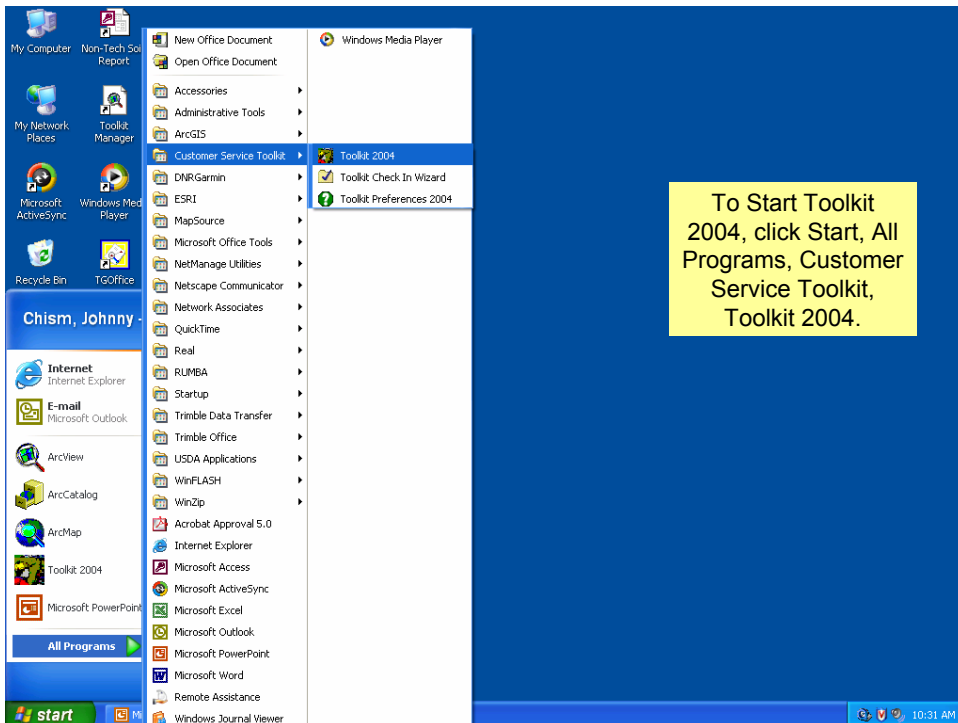 My Computer
Non-Tech Soi
Report
My Network
Places
Toolkit
Manager
Microsoft
ActiveSync
Windows Med
Player
Recycle Bin
TGOffice
Chism, Johnny -
Internet
Internet Explorer
E-mail
Microsoft Outlook
ArcView
ArcCatalog
ArcMap
Toolkit 2004
Microsoft PowerPoint
All Programs
start
New Office Document
Open Office Document
Accessories
Administrative Tools
ArcGIS
Customer Service Toolkit
DNRGarmin
ESRI
MapSource
Microsoft Office Tools
NetManage Utilities
Netscape Communicator
Network Associates
QuickTime
Real
RUMBA
Startup
Trimble Data Transfer
Trimble Office
USDA Applications
WinFLASH
WinZip
Acrobat Approval 5.0
Internet Explorer
Microsoft Access
Microsoft ActiveSync
Microsoft Excel
Microsoft Outlook
Microsoft PowerPoint
Microsoft Word
Remote Assistance
Windows Journal Viewer
Windows Media Player
Toolkit 2004
Toolkit Check In Wizard
Toolkit Preferences 2004
To Start Toolkit
2004, click Start, All
Programs, Customer
Service Toolkit,
Toolkit 2004.
10:31 AM